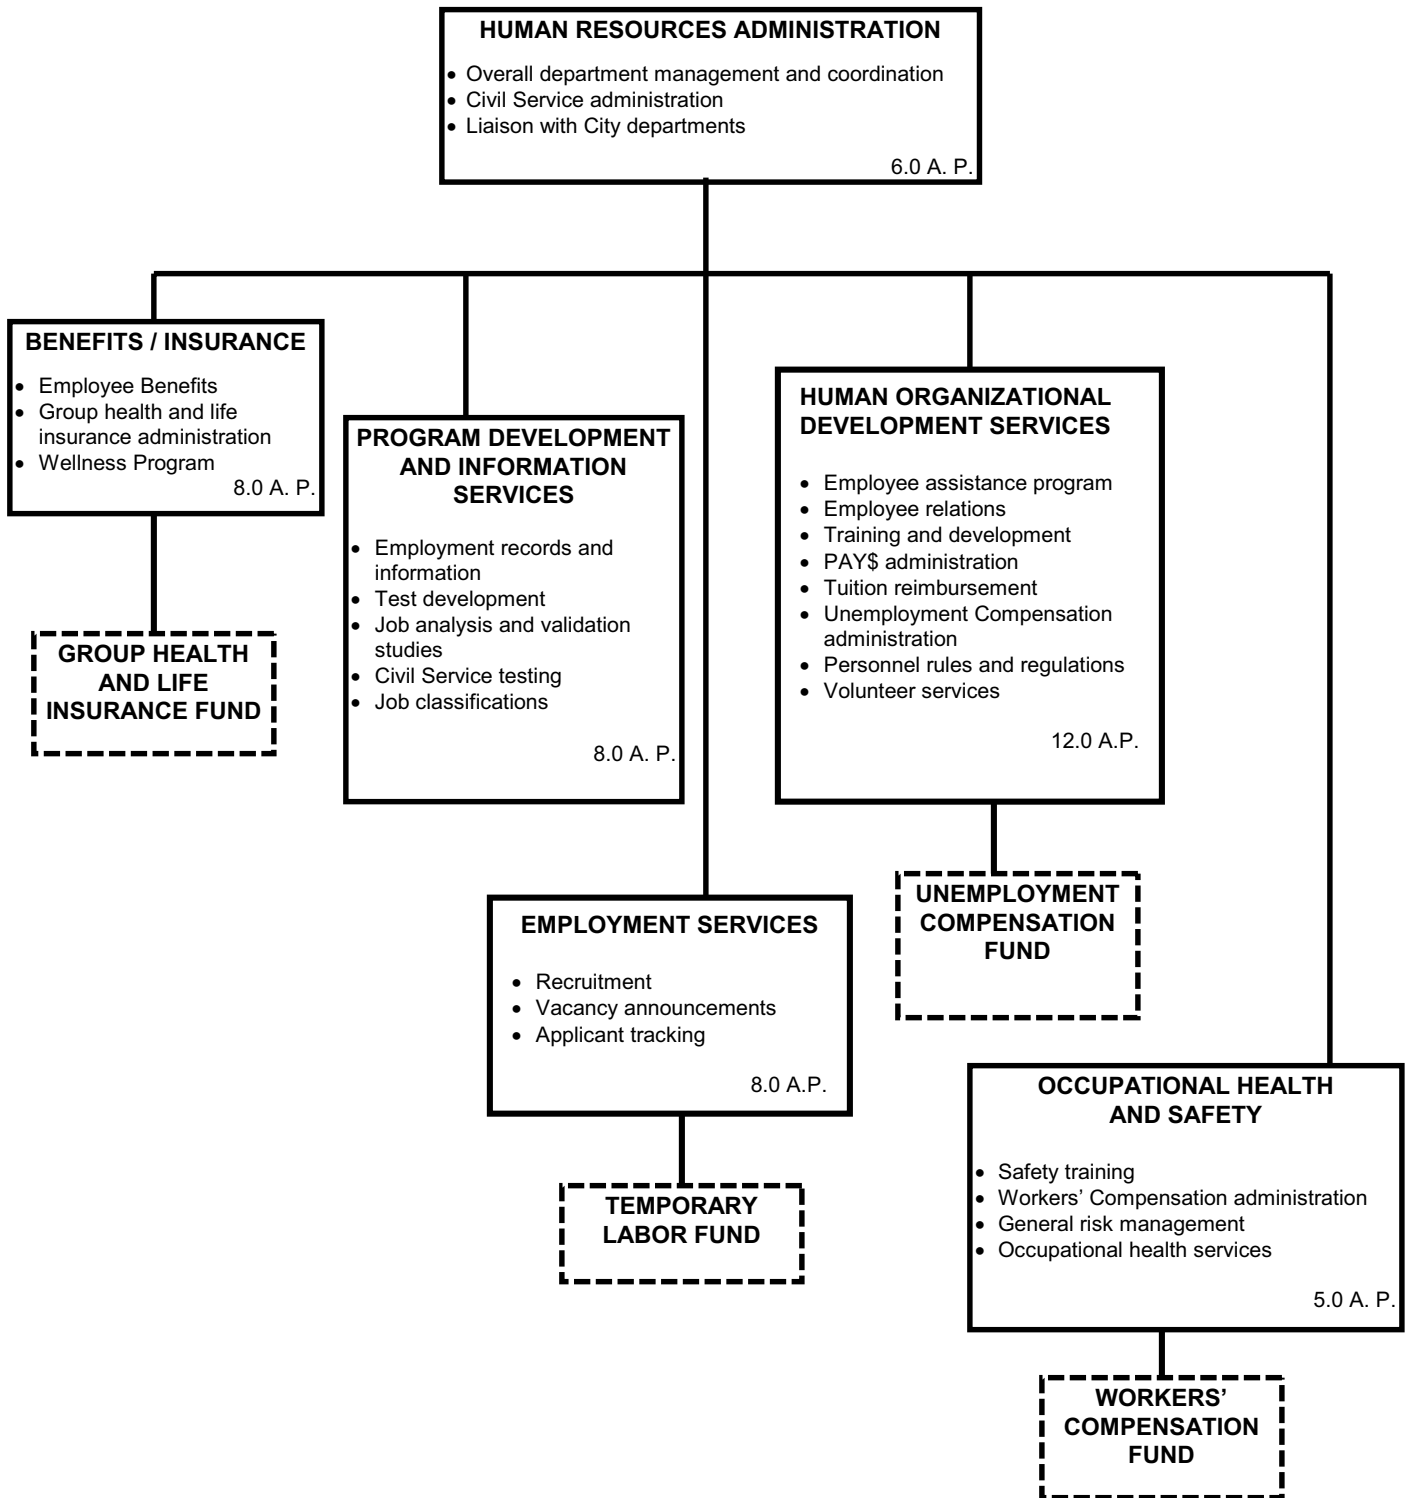 HUMAN RESOURCES ADMINISTRATION
• Overall department management and coordination
• Civil Service administration
• Liaison with City departments
6.0 A. P.
BENEFITS / INSURANCE
• Employee Benefits
• Group health and life
insurance administration
• Wellness Program
8.0 A. P.
GROUP HEALTH
AND LIFE
INSURANCE FUND
PROGRAM DEVELOPMENT
AND INFORMATION
SERVICES
• Employment records and
information
• Test development
• Job analysis and validation
studies
• Civil Service testing
• Job classifications
8.0 A. P.
HUMAN ORGANIZATIONAL
DEVELOPMENT SERVICES
• Employee assistance program
• Employee relations
• Training and development
• PAY$ administration
• Tuition reimbursement
• Unemployment Compensation
administration
• Personnel rules and regulations
• Volunteer services
12.0 A.P.
UNEMPLOYMENT
COMPENSATION
FUND
EMPLOYMENT SERVICES
• Recruitment
• Vacancy announcements
• Applicant tracking
8.0 A.P.
TEMPORARY
LABOR FUND
OCCUPATIONAL HEALTH
AND SAFETY
• Safety training
• Workers’ Compensation administration
• General risk management
• Occupational health services
5.0 A. P.
WORKERS’
COMPENSATION
FUND